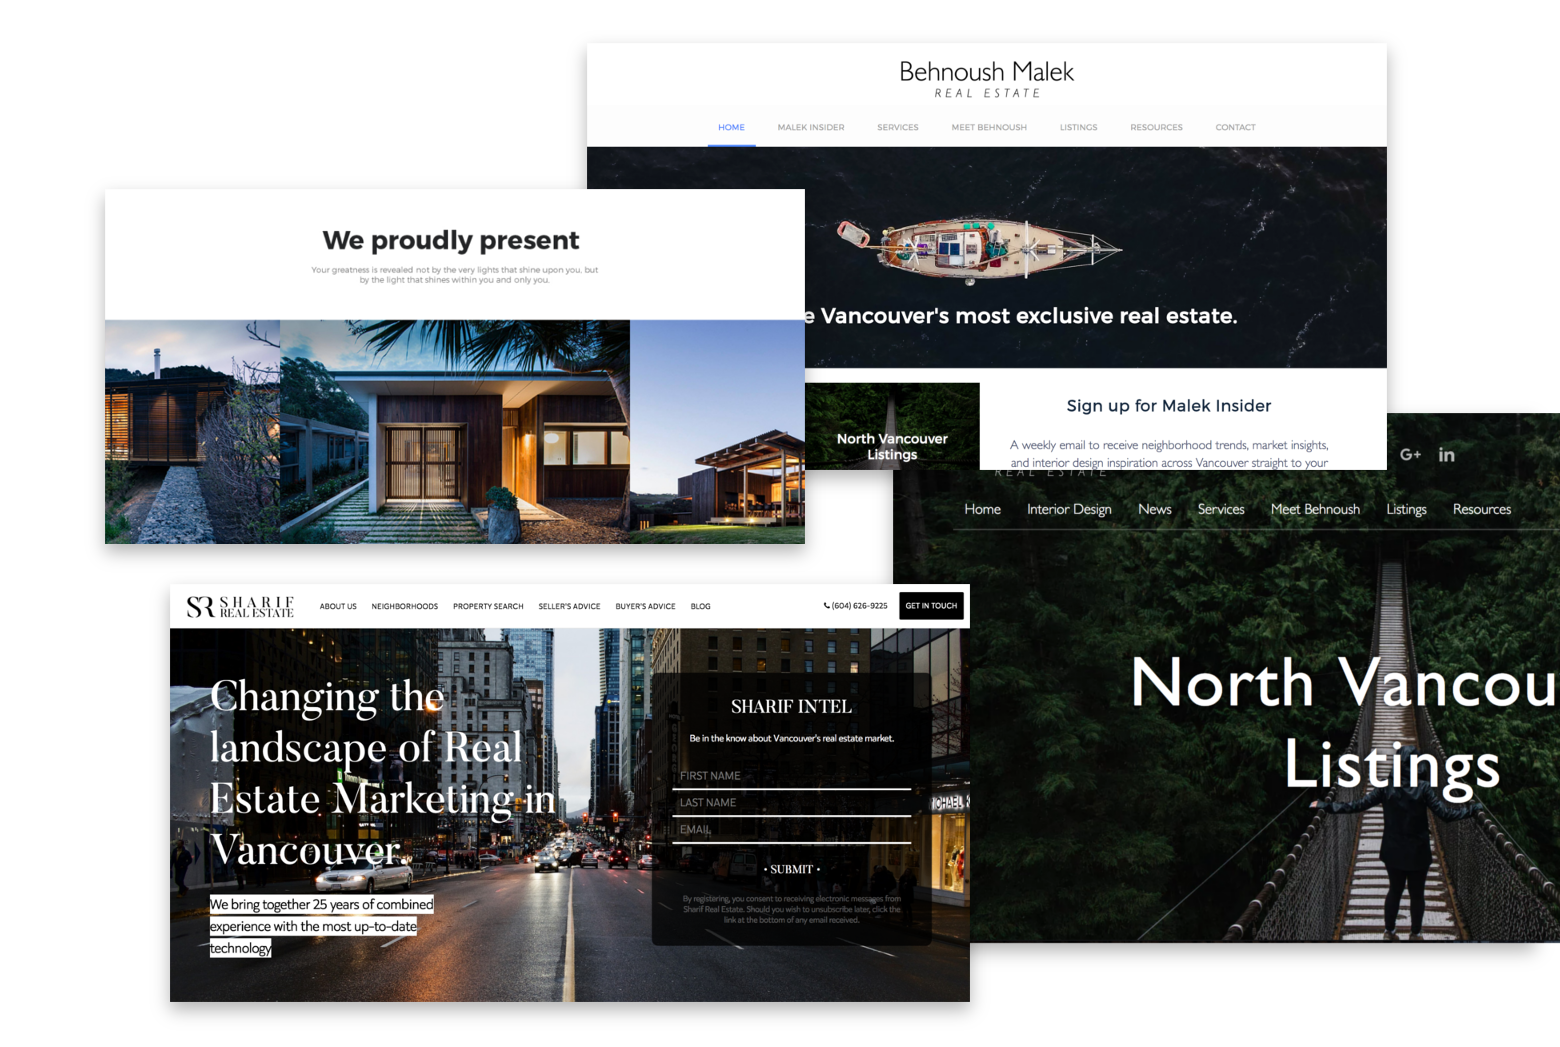 Behnoush Malek
REAL ESTATE
HOME MALEK INSIDER SERVICES MEET BEHNOUSH LISTINGS RESOURCES CONTACT
Vancouver's most exclusive real estate.
North Vancouver
Listings
Sign up for Malek Insider
A weekly email to receive neighborhood trends, market insights,
and interior design inspiration across Vancouver straight to your
We proudly present
Your greatness is revealed not by the very lights that shine upon you, but
by the light that shines within you and only you.
G+ in
REAL ESTATE
Home Interior Design News Services Meet Behnoush Listings Resources
North Vancou
Listings
SR SHARIF
REAL ESTATE
ABOUT US NEIGHBORHOODS PROPERTY SEARCH SELLER'S ADVICE BUYER'S ADVICE BLOG
(604) 626-9225
GET IN TOUCH
Changing the
landscape of Real
Estate Marketing in
Vancouver.
We bring together 25 years of combined
experience with the most up-to-date
technology
SHARIF INTEL
Be in the know about Vancouver's real estate market.
FIRST NAME
LAST NAME
EMAIL
• SUBMIT •
By registering, you consent to receiving electronic messages from
Sharif Real Estate. Should you wish to unsubscribe later, click the
link at the bottom of any email received.